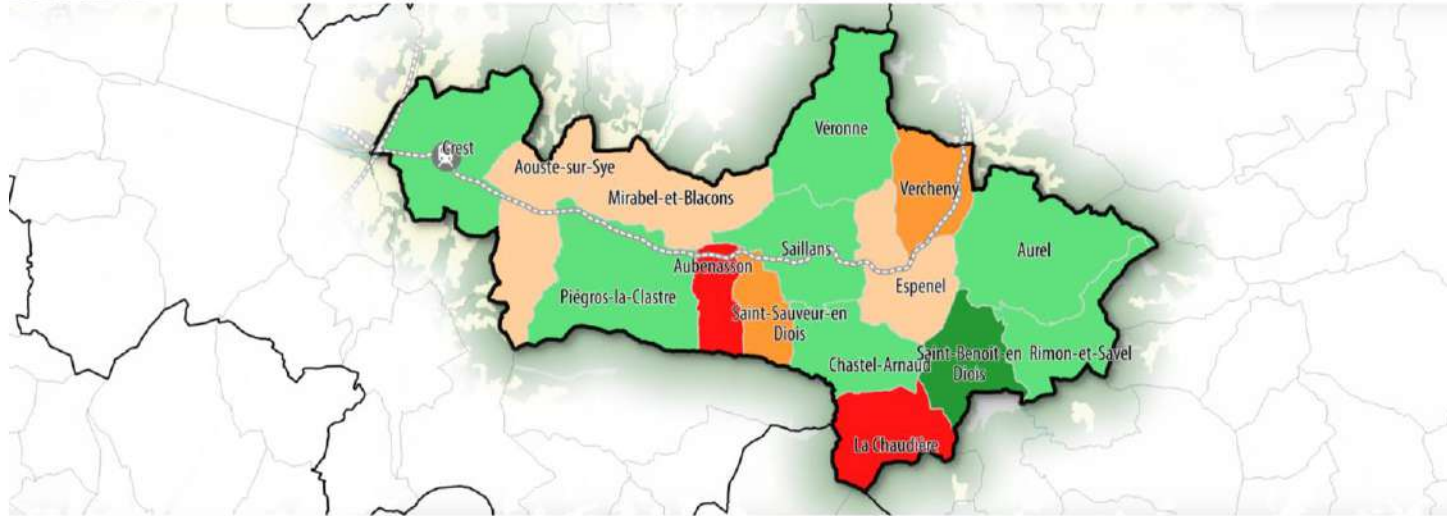 Véronne
Crest
Aouste-sur-Sye
Vercheny
Mirabel-et-Blacons
Saillans
Aurel
Aubenasson
Espenel
Piégros-la-Clastre
Saint-Sauveur-en
Diois
Chastel-Arnaud
Saint-Benoit-en
Diois
Rimon-et-Savel
La Chaudière